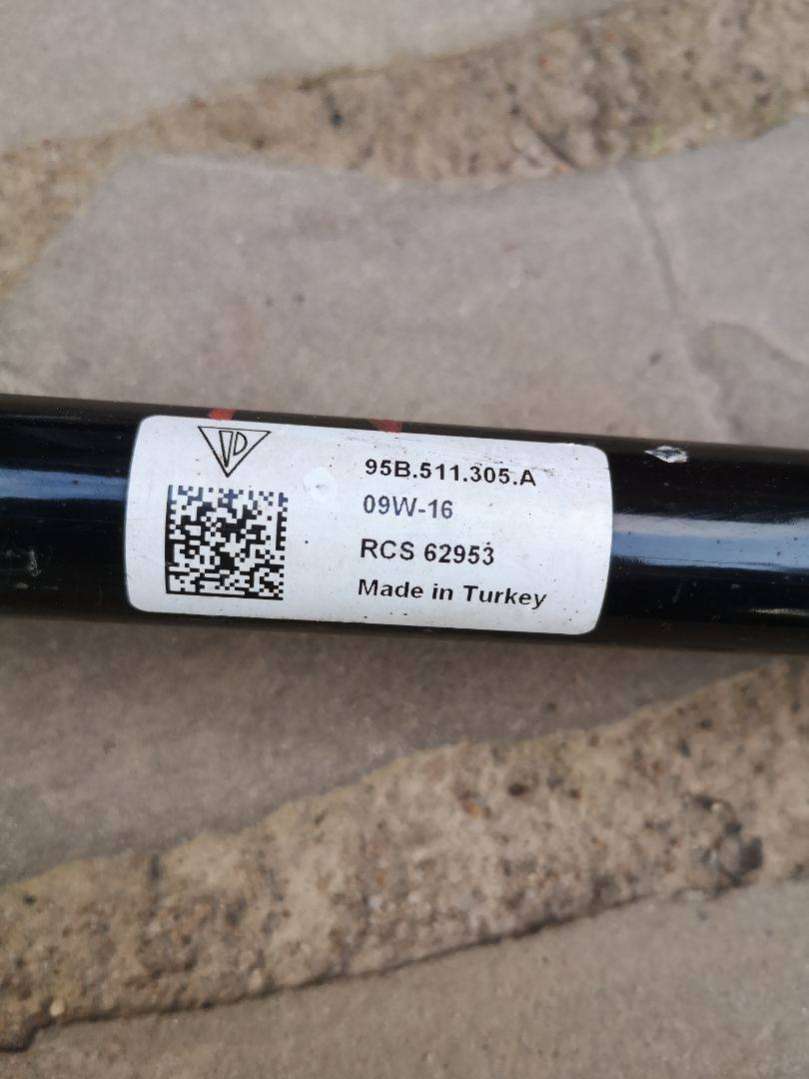 95B.511.305.A
09W-16
RCS 62953
Made in Turkey